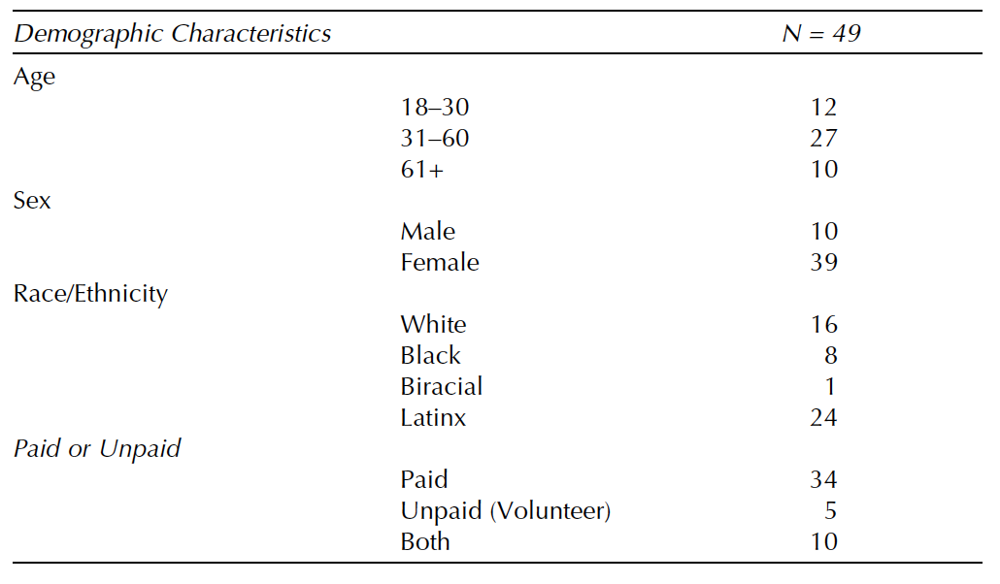 Demographic Characteristics N = 49
Age
18–30 12
31–60 27
61+ 10
Sex
Male 10
Female 39
Race/Ethnicity
White 16
Black 8
Biracial 1
Latinx 24
Paid or Unpaid
Paid 34
Unpaid (Volunteer) 5
Both 10